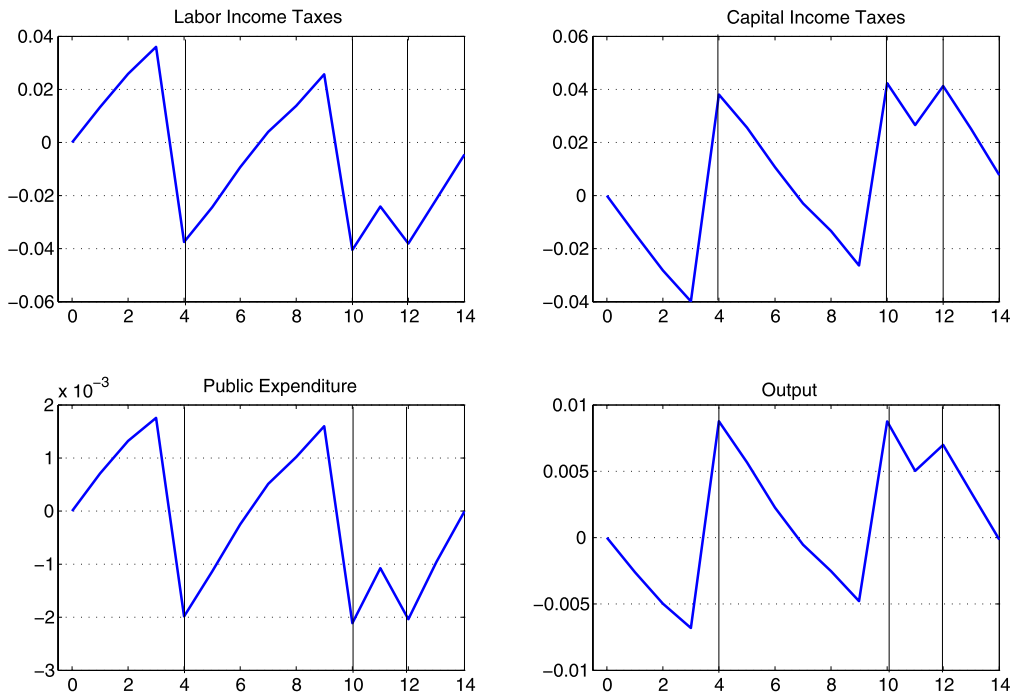 Labor Income Taxes
0.04
0.02
0
−0.02
−0.04
−0.06
0 2 4 6 8 10 12 14
Capital Income Taxes
0.06
0.04
0.02
0
−0.02
−0.04
0 2 4 6 8 10 12 14
Public Expenditure
x 10−3
2
1
0
−1
−2
−3
0 2 4 6 8 10 12 14
Output
0.01
0.005
0
−0.005
−0.01
0 2 4 6 8 10 12 14